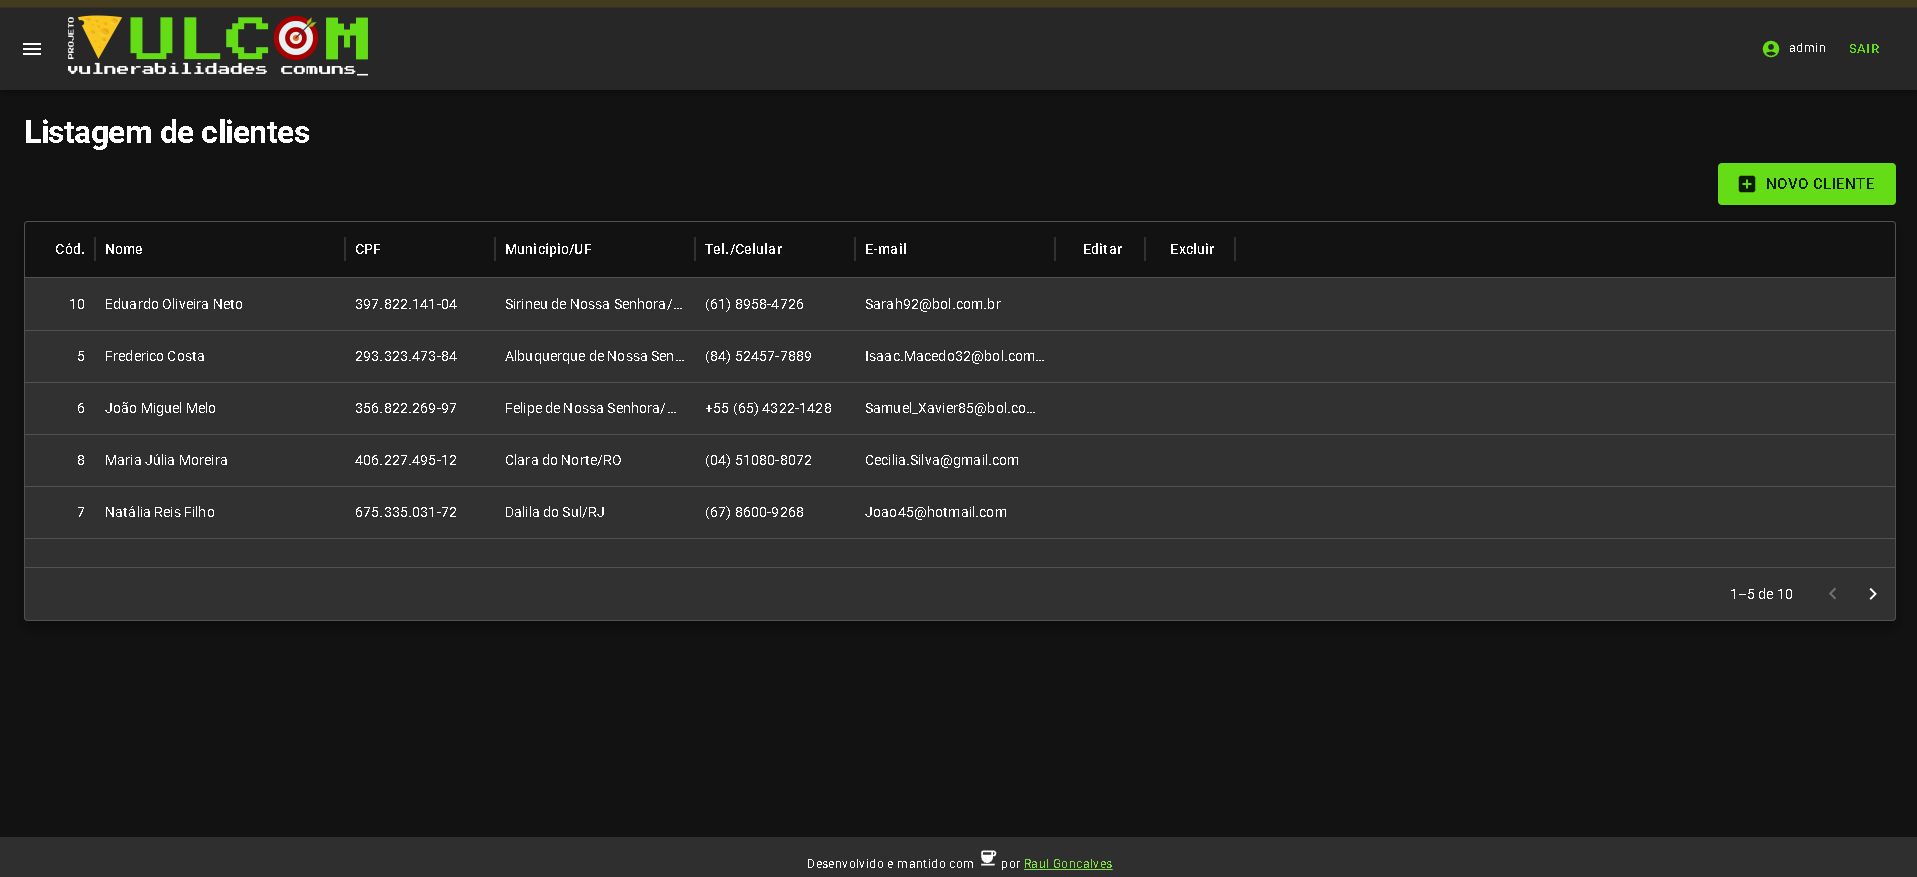 PROJETO VULCOM
vulnerabilidades comuns_
admin SAIR
Listagem de clientes
NOVO CLIENTE
Cód. Nome CPF Município/UF Tel./Celular E-mail Editar Excluir
10 Eduardo Oliveira Neto 397.822.141-04 Sirineu de Nossa Senhora/... (61) 8958-4726 Sarah92@bol.com.br
5 Frederico Costa 293.323.473-84 Albuquerque de Nossa Sen... (84) 52457-7889 Isaac.Macedo32@bol.com...
6 João Miguel Melo 356.822.269-97 Felipe de Nossa Senhora/... +55 (65) 4322-1428 Samuel_Xavier85@bol.co...
8 Maria Júlia Moreira 406.227.495-12 Clara do Norte/RO (04) 51080-8072 Cecilia.Silva@gmail.com
7 Natália Reis Filho 675.335.031-72 Dalila do Sul/RJ (67) 8600-9268 Joao45@hotmail.com
1–5 de 10
Desenvolvido e mantido com por Raul Goncalves